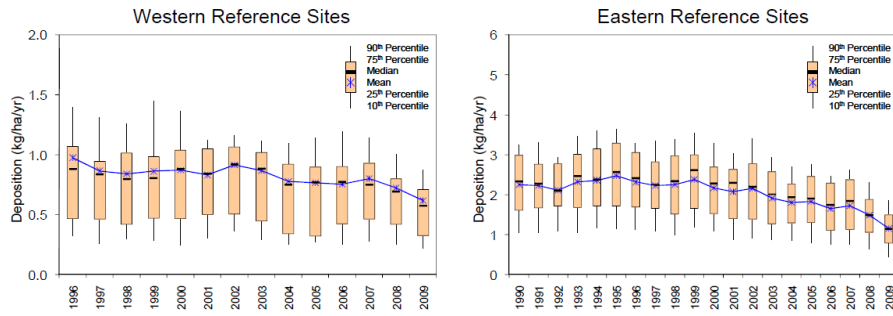 Western Reference Sites
Deposition (kg/ha/yr)
2.0
1.5
1.0
0.5
0.0
90th Percentile
75th Percentile
Median
Mean
25th Percentile
10th Percentile
1996
1997
1998
1999
2000
2001
2002
2003
2004
2005
2006
2007
2008
2009
Eastern Reference Sites
Deposition (kg/ha/yr)
6
5
4
3
2
1
0
90th Percentile
75th Percentile
Median
Mean
25th Percentile
10th Percentile
1990
1991
1992
1993
1994
1995
1996
1997
1998
1999
2000
2001
2002
2003
2004
2005
2006
2007
2008
2009